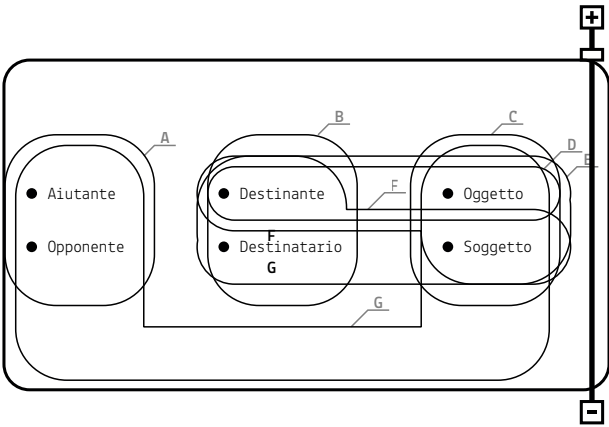 +
B
C
A
D
E
F
Aiutante
Destinante
Oggetto
F
Opponente
Destinatario
Soggetto
G
G
-